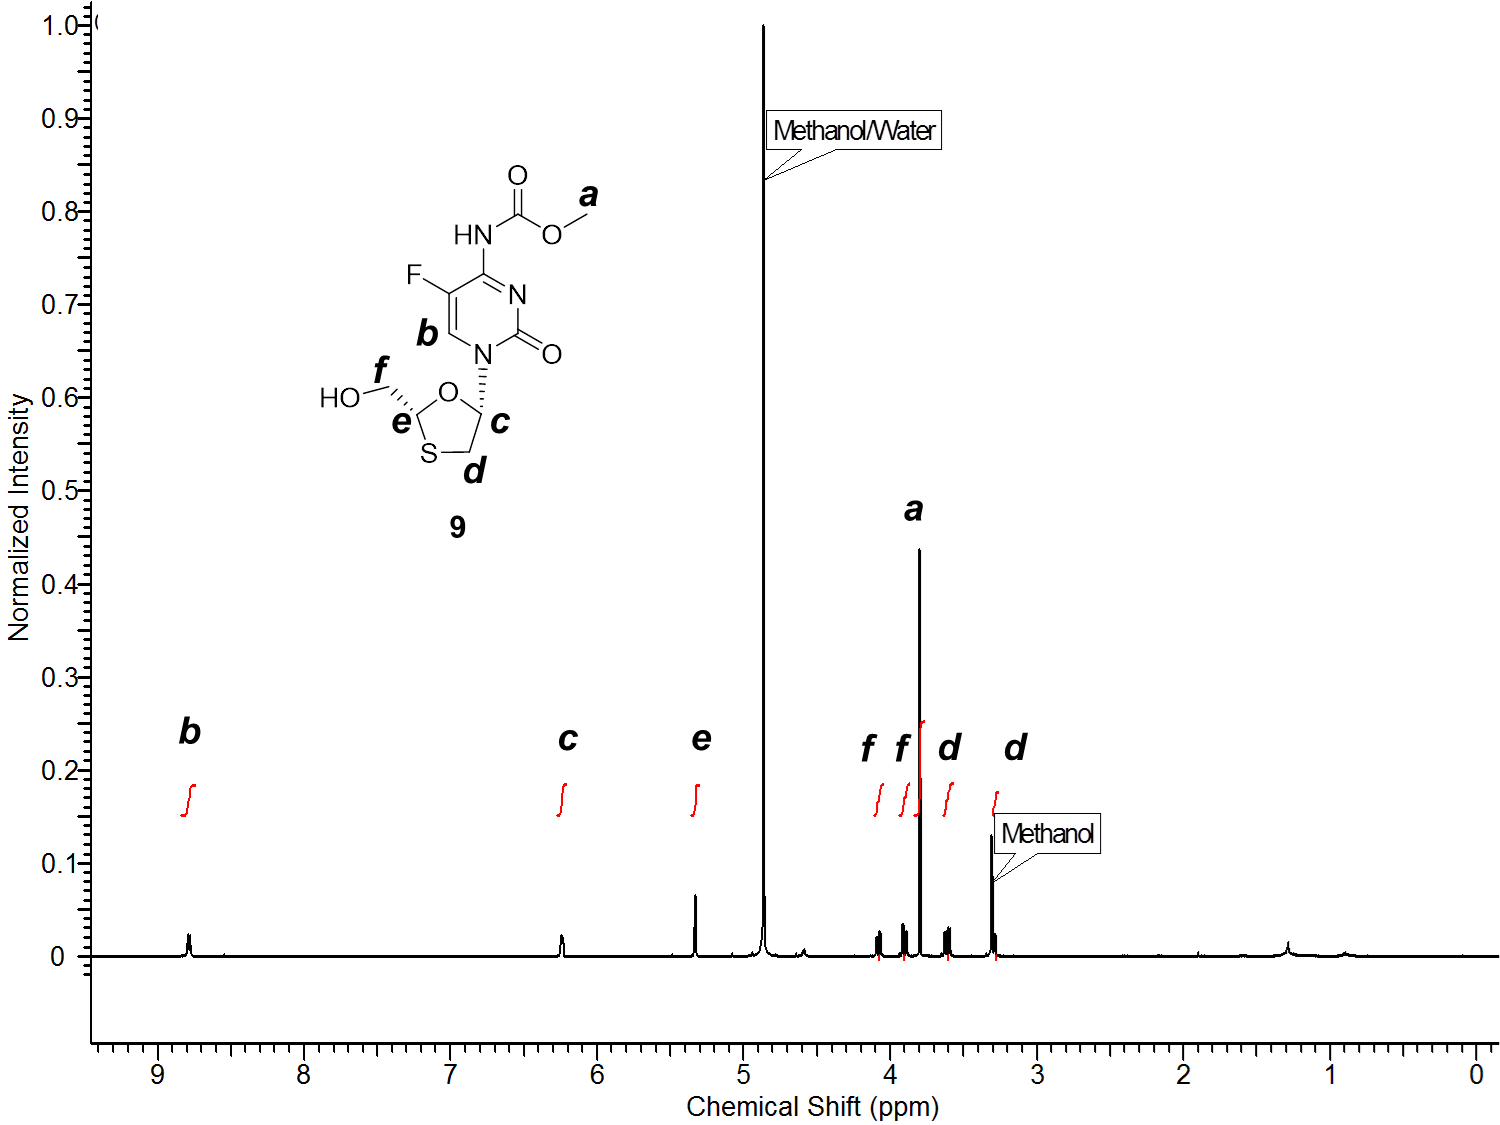 1.0
0.9
Methanol/Water
O
a
0.8
HN
O
F
0.7
N
b
N
O
f
0.6
HO
O
e
c
S
d
0.5
a
9
Normalized Intensity
0.4
0.3
b
c
e
f
f
d
d
0.2
Methanol
0.1
0
9
8
7
6
5
4
3
2
1
0
Chemical Shift (ppm)